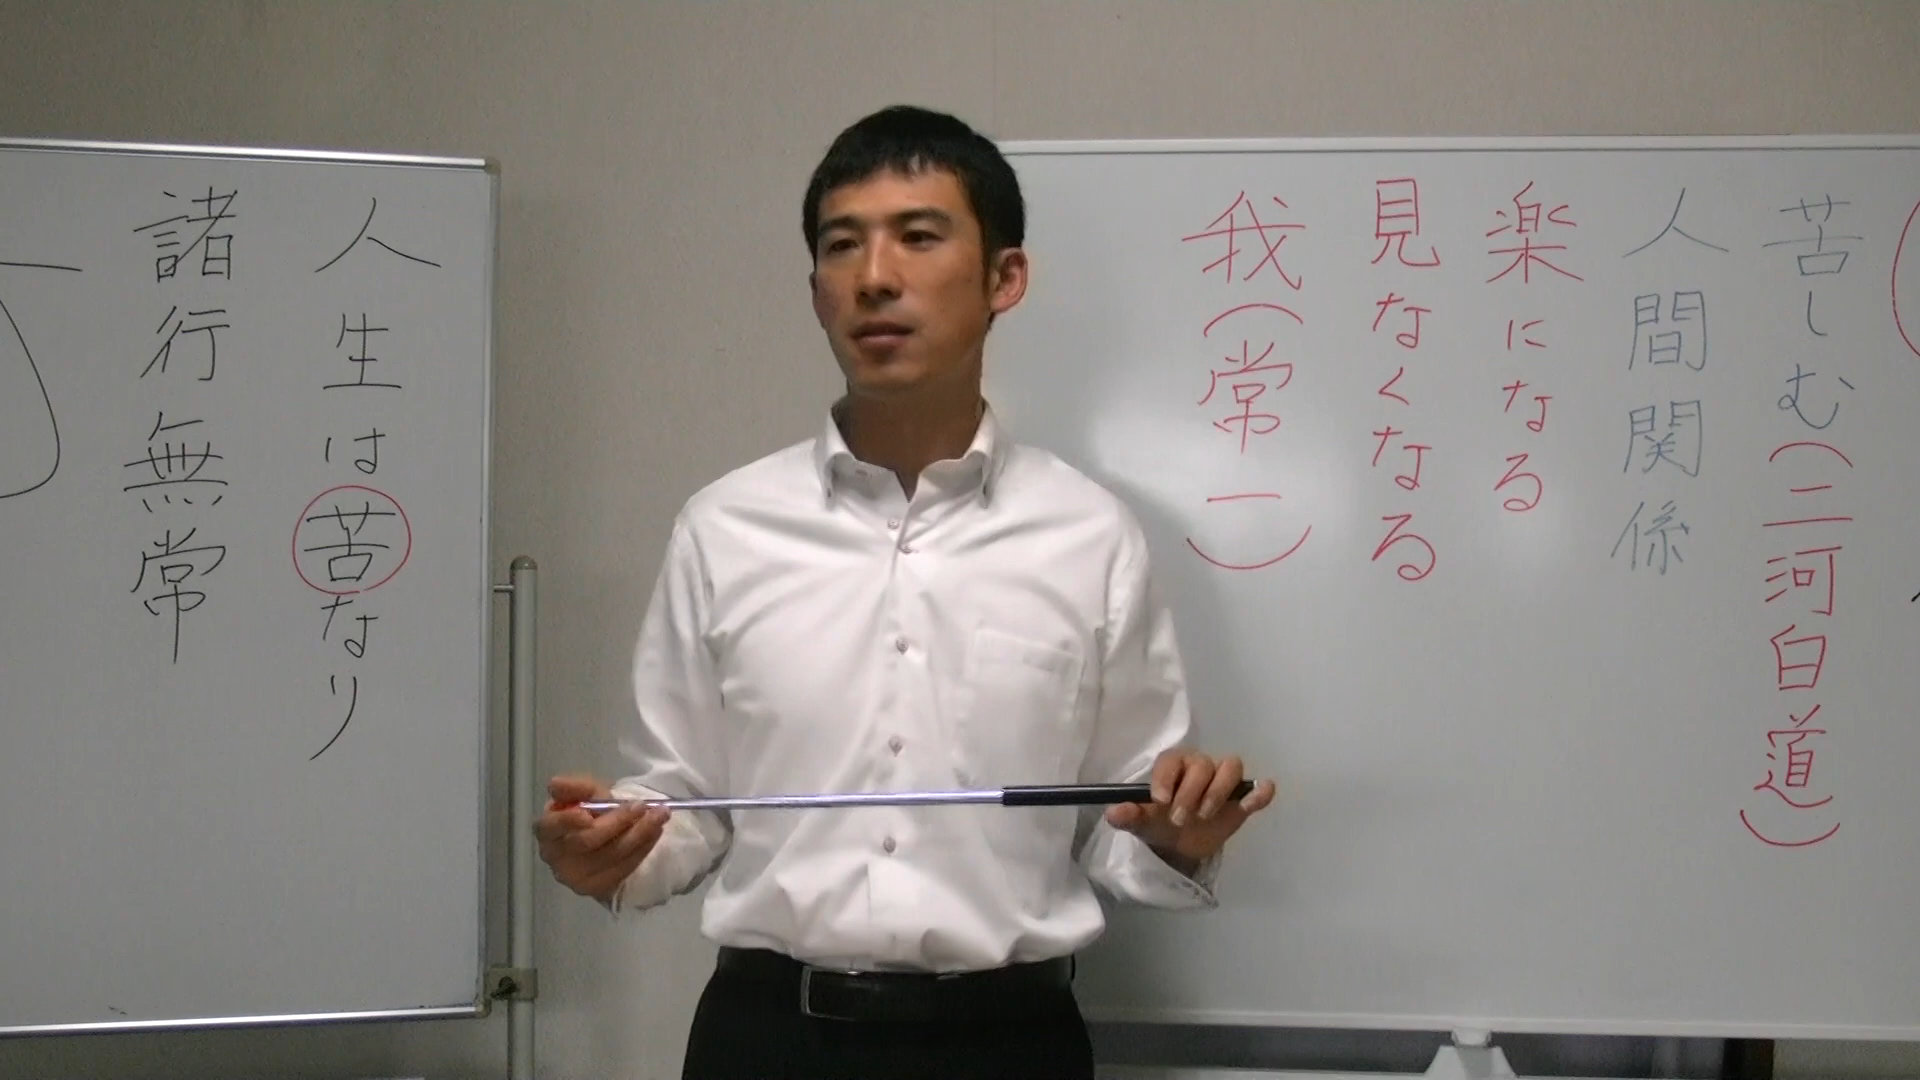 苦しむ(二河白道)
人間関係
楽になる
見なくなる
我(常一)
人生は苦なり
諸行無常